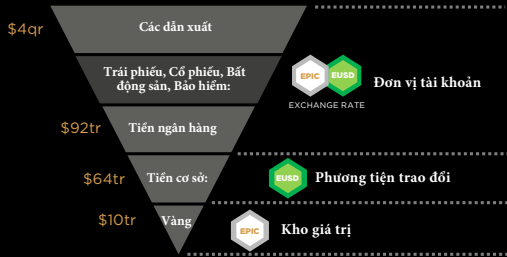 $4qr
Các dẫn xuất
Trái phiếu, Cổ phiếu, Bất
động sản, Bảo hiểm:
EPIC
EUSD
EXCHANGE RATE
Đơn vị tài khoản
$92tr
Tiền ngân hàng
$64tr
Tiền cơ sở:
EUSD
Phương tiện trao đổi
$10tr
Vàng
EPIC
Kho giá trị